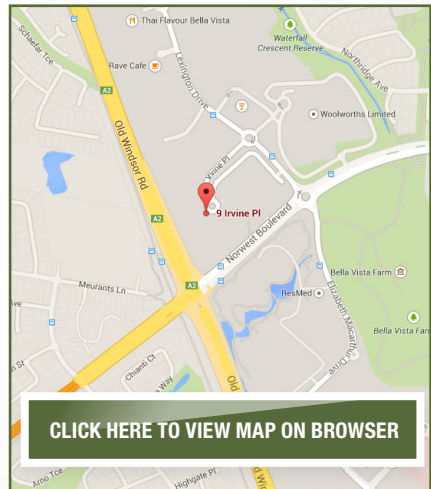 Thai Flavour Bella Vista
Waterfall
Crescent Reserve
Schaefar Tce
Northridge Ave
Rave Cafe
Lexington Drive
A2
Woolworths Limited
Old Windsor Rd
Irvine Pl
9 Irvine Pl
A2
Norwest Boulevard
Bella Vista Farm
Meurants Ln
A2
ResMed
Elizabeth Macarthur Drive
Ave
Bella Vista Farm
Chianti Ct
n St
Way
Old
CLICK HERE TO VIEW MAP ON BROWSER
Arno Tce
Highgate Pl